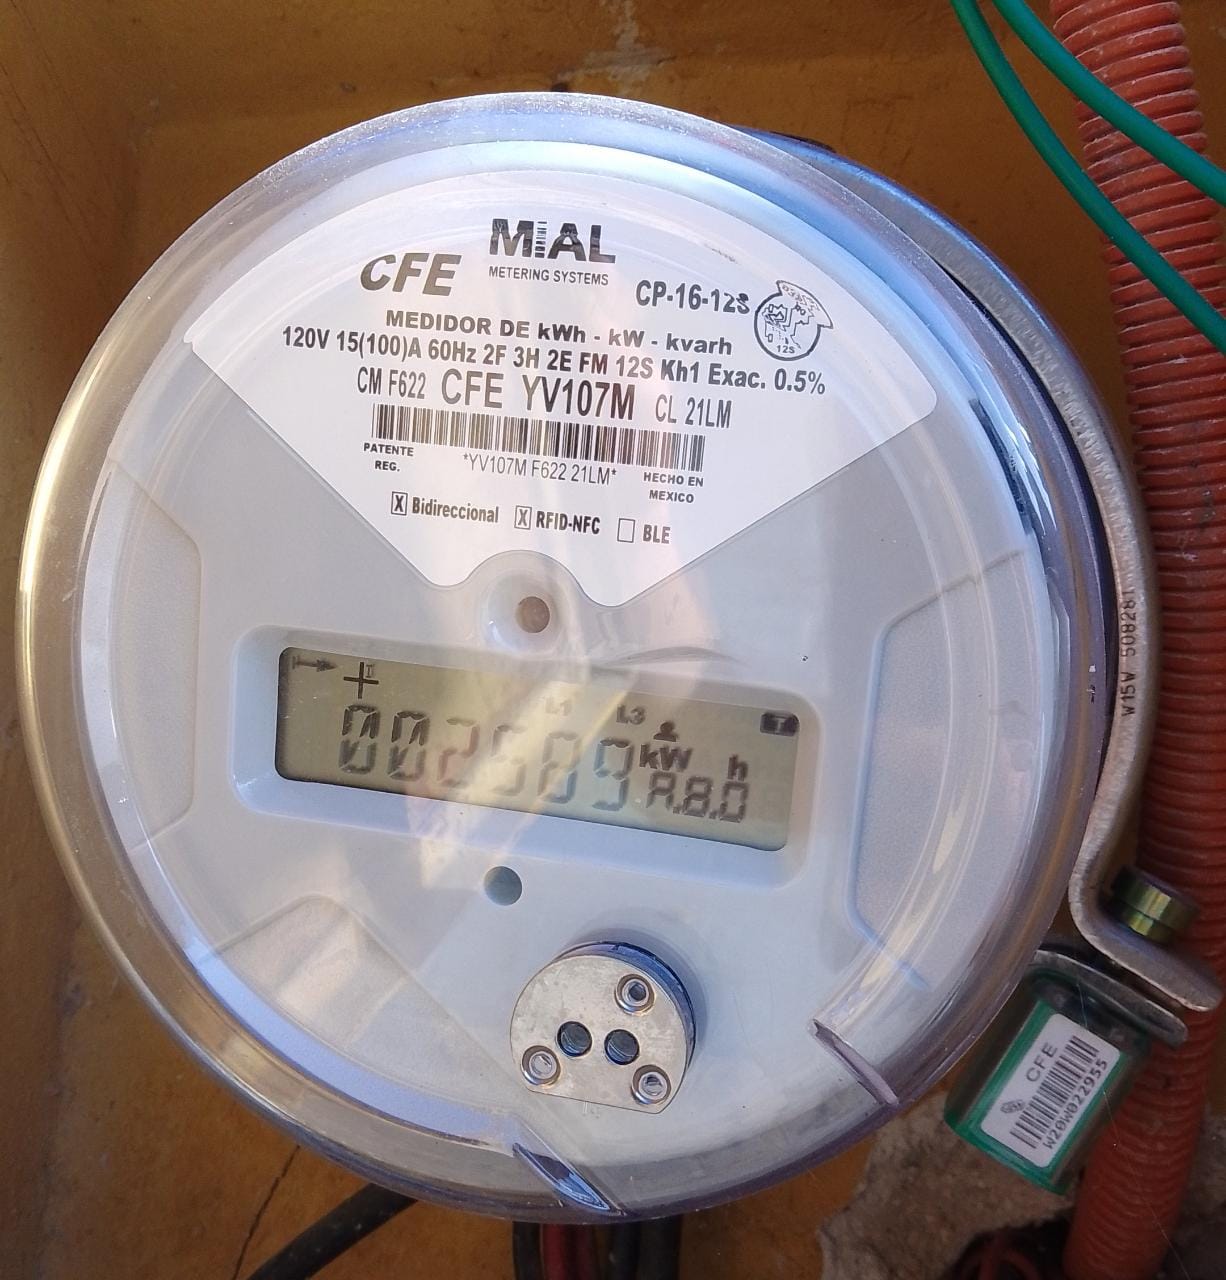 MIAL
METERING SYSTEMS
CFE
CP-16-12S
12S
MEDIDOR DE kWh - kW - kvarh
120V 15(100)A 60Hz 2F 3H 2E FM 12S Kh1 Exac. 0.5%
CM F622 CFE YV107M CL 21LM
PATENTE REG.
*YV107M F622 21LM*
HECHO EN MEXICO
X Bidireccional X RFID-NFC BLE
L1 L3 T
002589 kW h
A.8.0
CFE
W20W022955